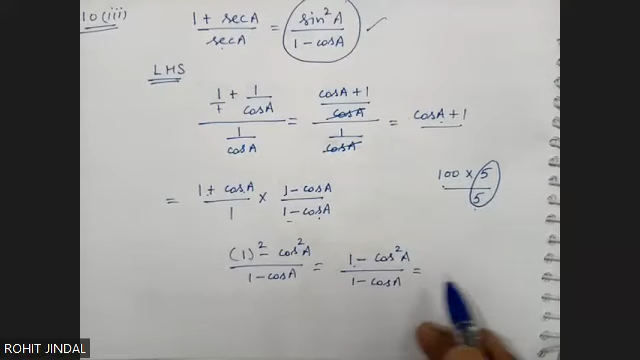 10 (iii)
1 + secA / secA = sin²A / 1 - cosA ✓
LHS
1/1 + 1/cosA / 1/cosA = cosA + 1 / cosA / 1/cosA = cosA + 1
= 1 + cosA / 1 × 1 - cosA / 1 - cosA
100 × 5 / 5
(1)² - cos²A / 1 - cosA = 1 - cos²A / 1 - cosA =
ROHIT JINDAL